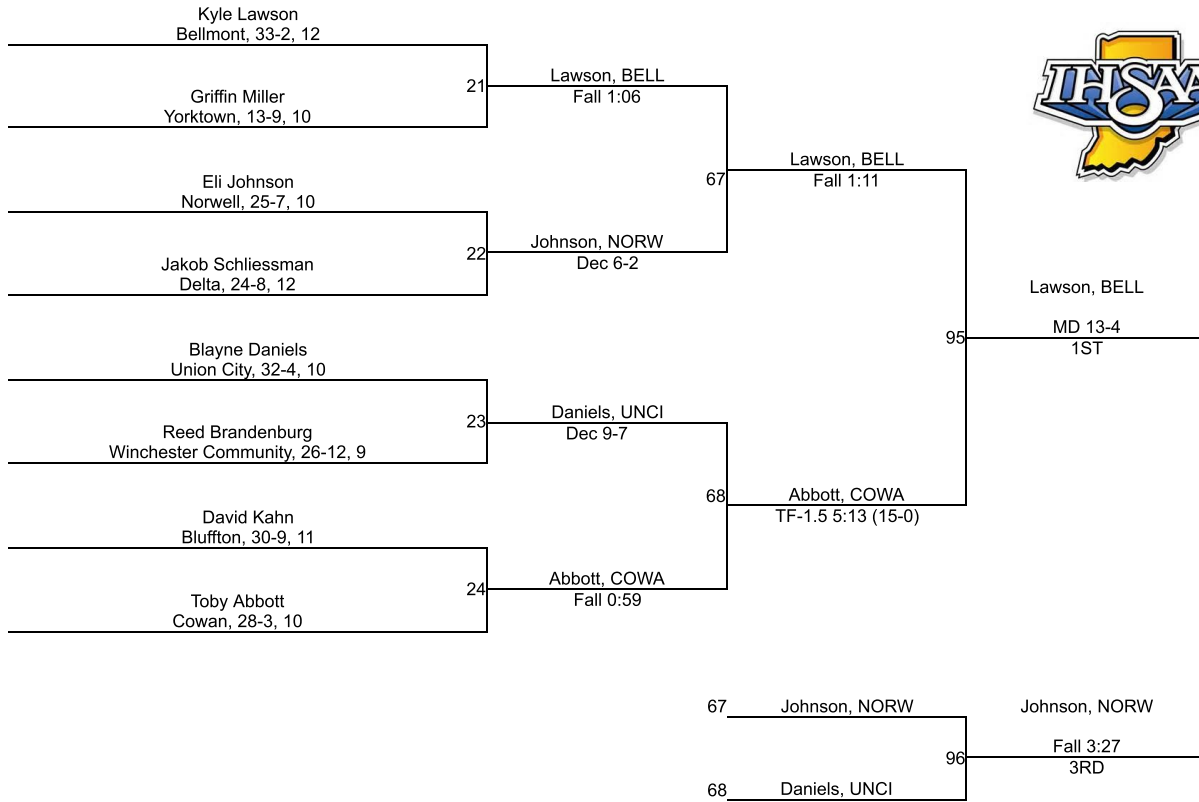 Kyle Lawson
Bellmont, 33-2, 12
21
Griffin Miller
Yorktown, 13-9, 10
Lawson, BELL
Fall 1:06
67
Eli Johnson
Norwell, 25-7, 10
22
Jakob Schliessman
Delta, 24-8, 12
Johnson, NORW
Dec 6-2
Lawson, BELL
Fall 1:11
95
Blayne Daniels
Union City, 32-4, 10
23
Reed Brandenburg
Winchester Community, 26-12, 9
Daniels, UNCI
Dec 9-7
68
David Kahn
Bluffton, 30-9, 11
24
Toby Abbott
Cowan, 28-3, 10
Abbott, COWA
Fall 0:59
Abbott, COWA
TF-1.5 5:13 (15-0)
Lawson, BELL
MD 13-4
1ST
IHSAA
67
Johnson, NORW
96
68
Daniels, UNCI
Johnson, NORW
Fall 3:27
3RD